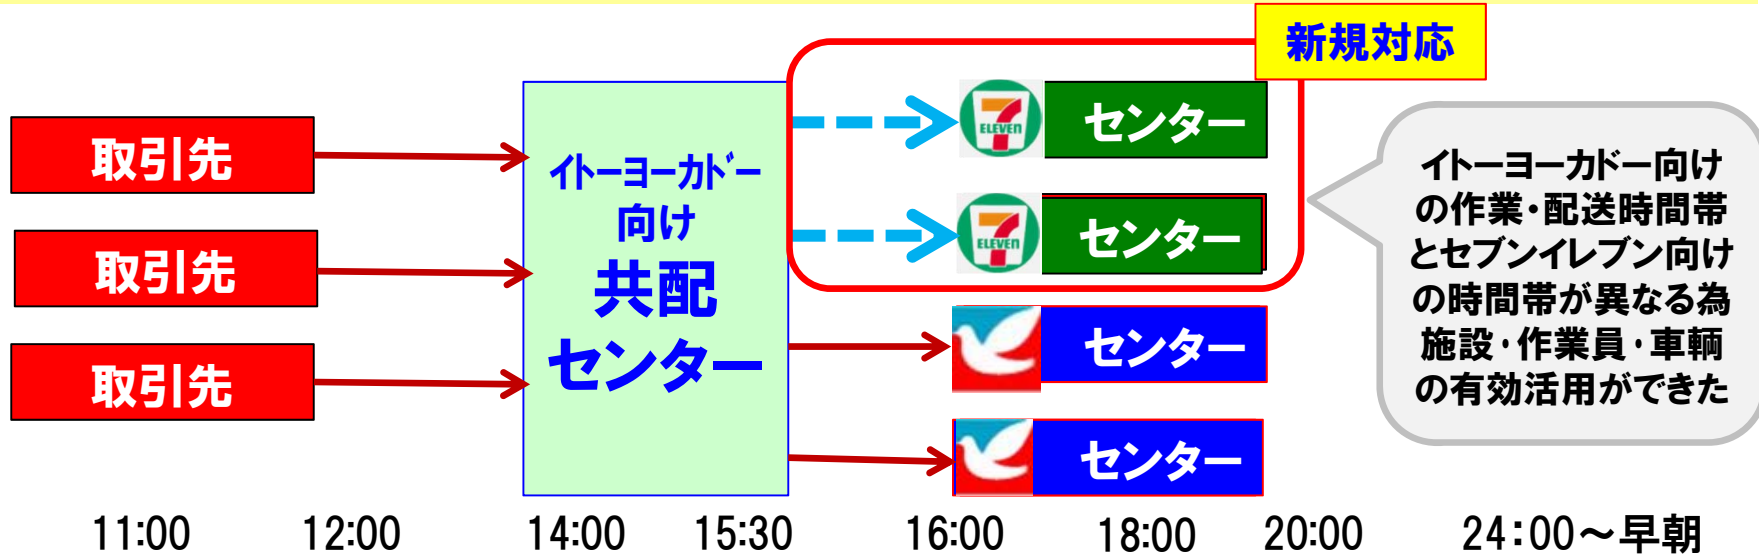 新規対応
取引先
取引先
取引先
イトーヨーカドー
向け
共配
センター
7
ELEVEN
センター
7
ELEVEN
センター
センター
センター
イトーヨーカドー向け
の作業・配送時間帯
とセブンイレブン向け
の時間帯が異なる為
施設・作業員・車輌
の有効活用ができた
11:00 12:00 14:00 15:30 16:00 18:00 20:00 24:00～早朝